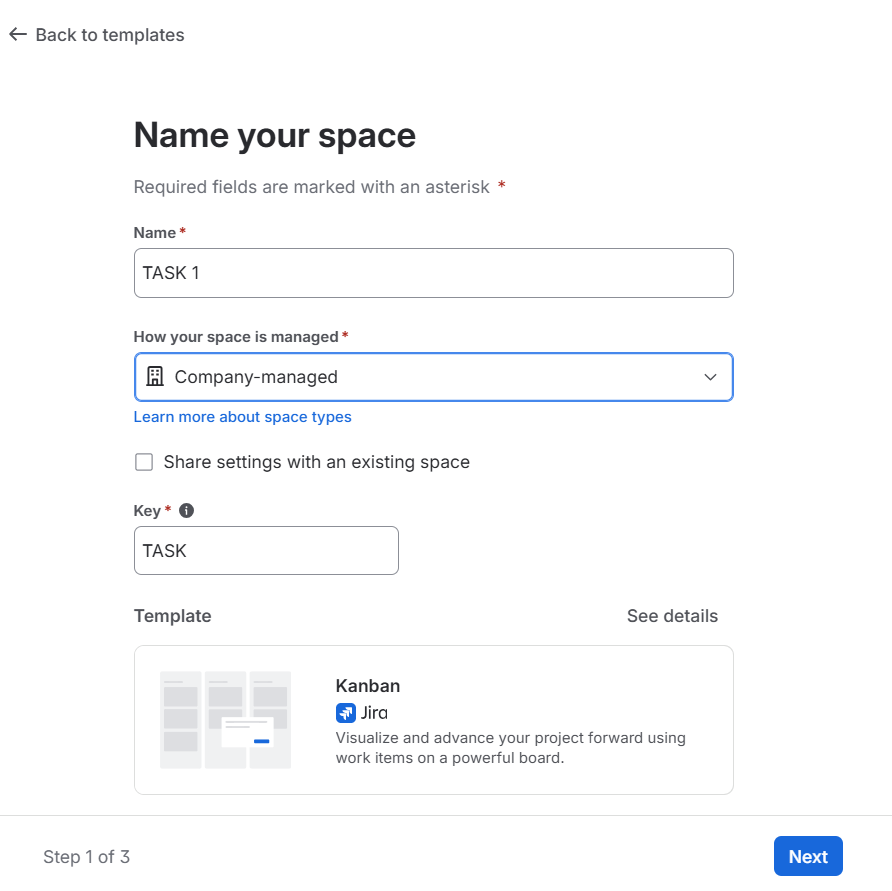 Back to templates
Name your space
Required fields are marked with an asterisk *
Name *
TASK 1
How your space is managed *
Company-managed
Learn more about space types
Share settings with an existing space
Key *
TASK
Template
See details
Kanban
Jira
Visualize and advance your project forward using
work items on a powerful board.
Step 1 of 3
Next